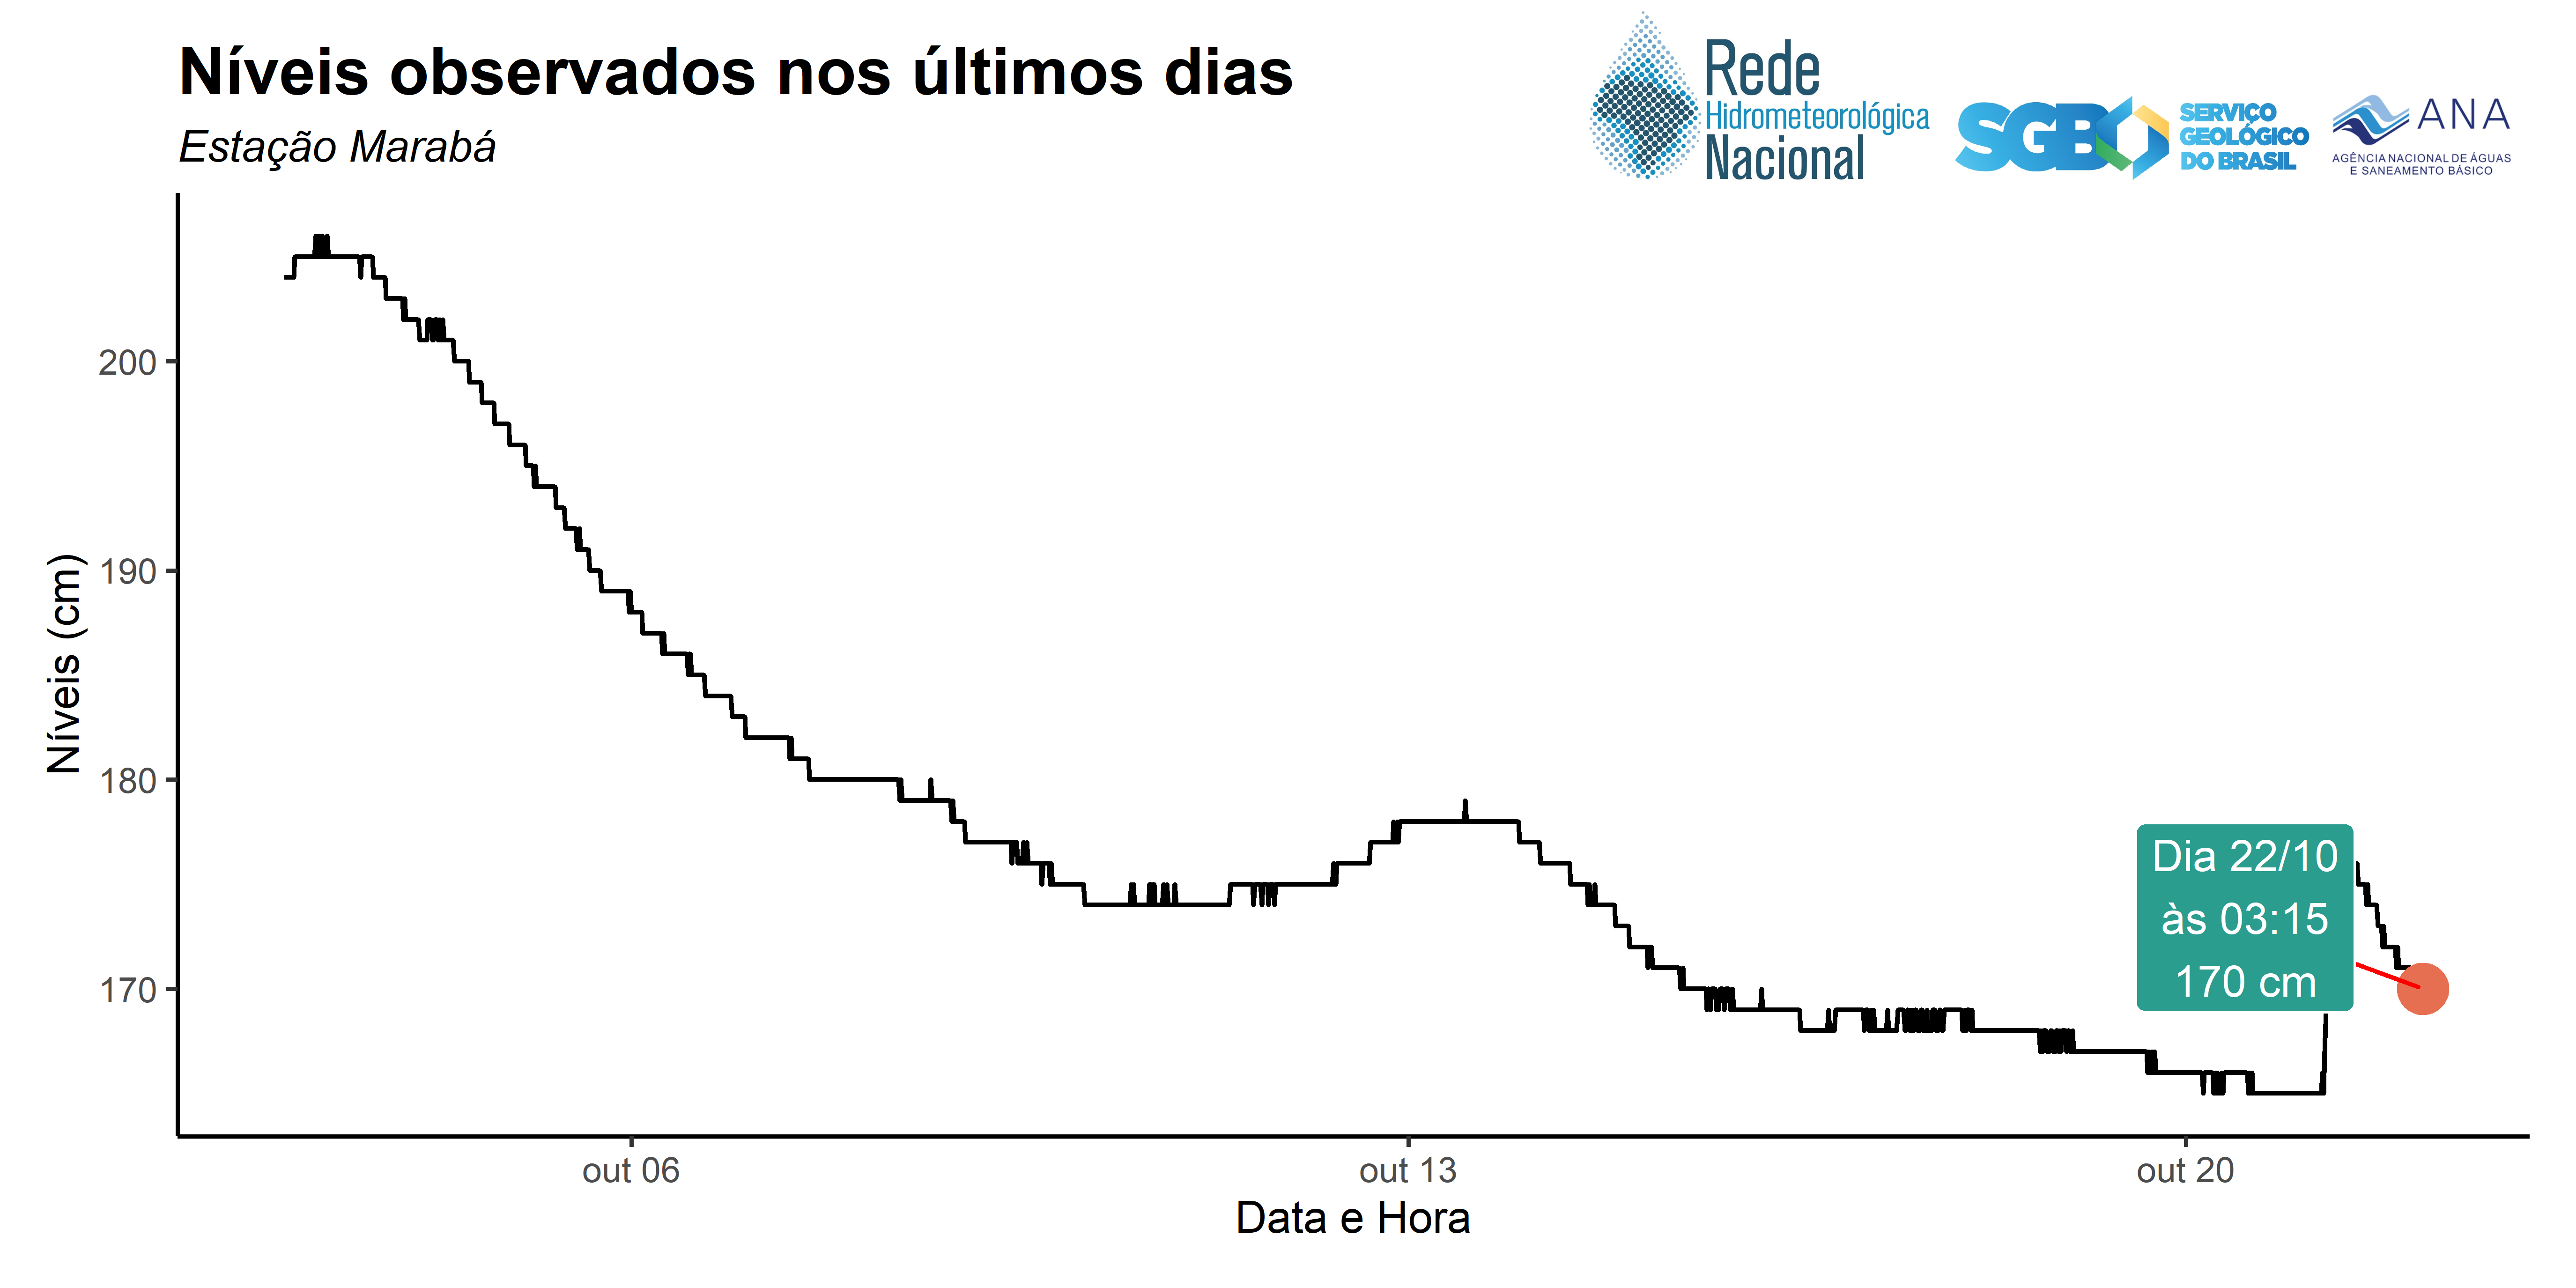 Níveis observados nos últimos dias
Estação Marabá
Rede
Hidrometeorológica
Nacional
SGB
SERVIÇO
GEOLÓGICO
DO BRASIL
ANA
AGÊNCIA NACIONAL DE ÁGUAS
E SANEAMENTO BÁSICO
Níveis (cm)
200
190
180
170
Dia 22/10
às 03:15
170 cm
out 06
out 13
out 20
Data e Hora